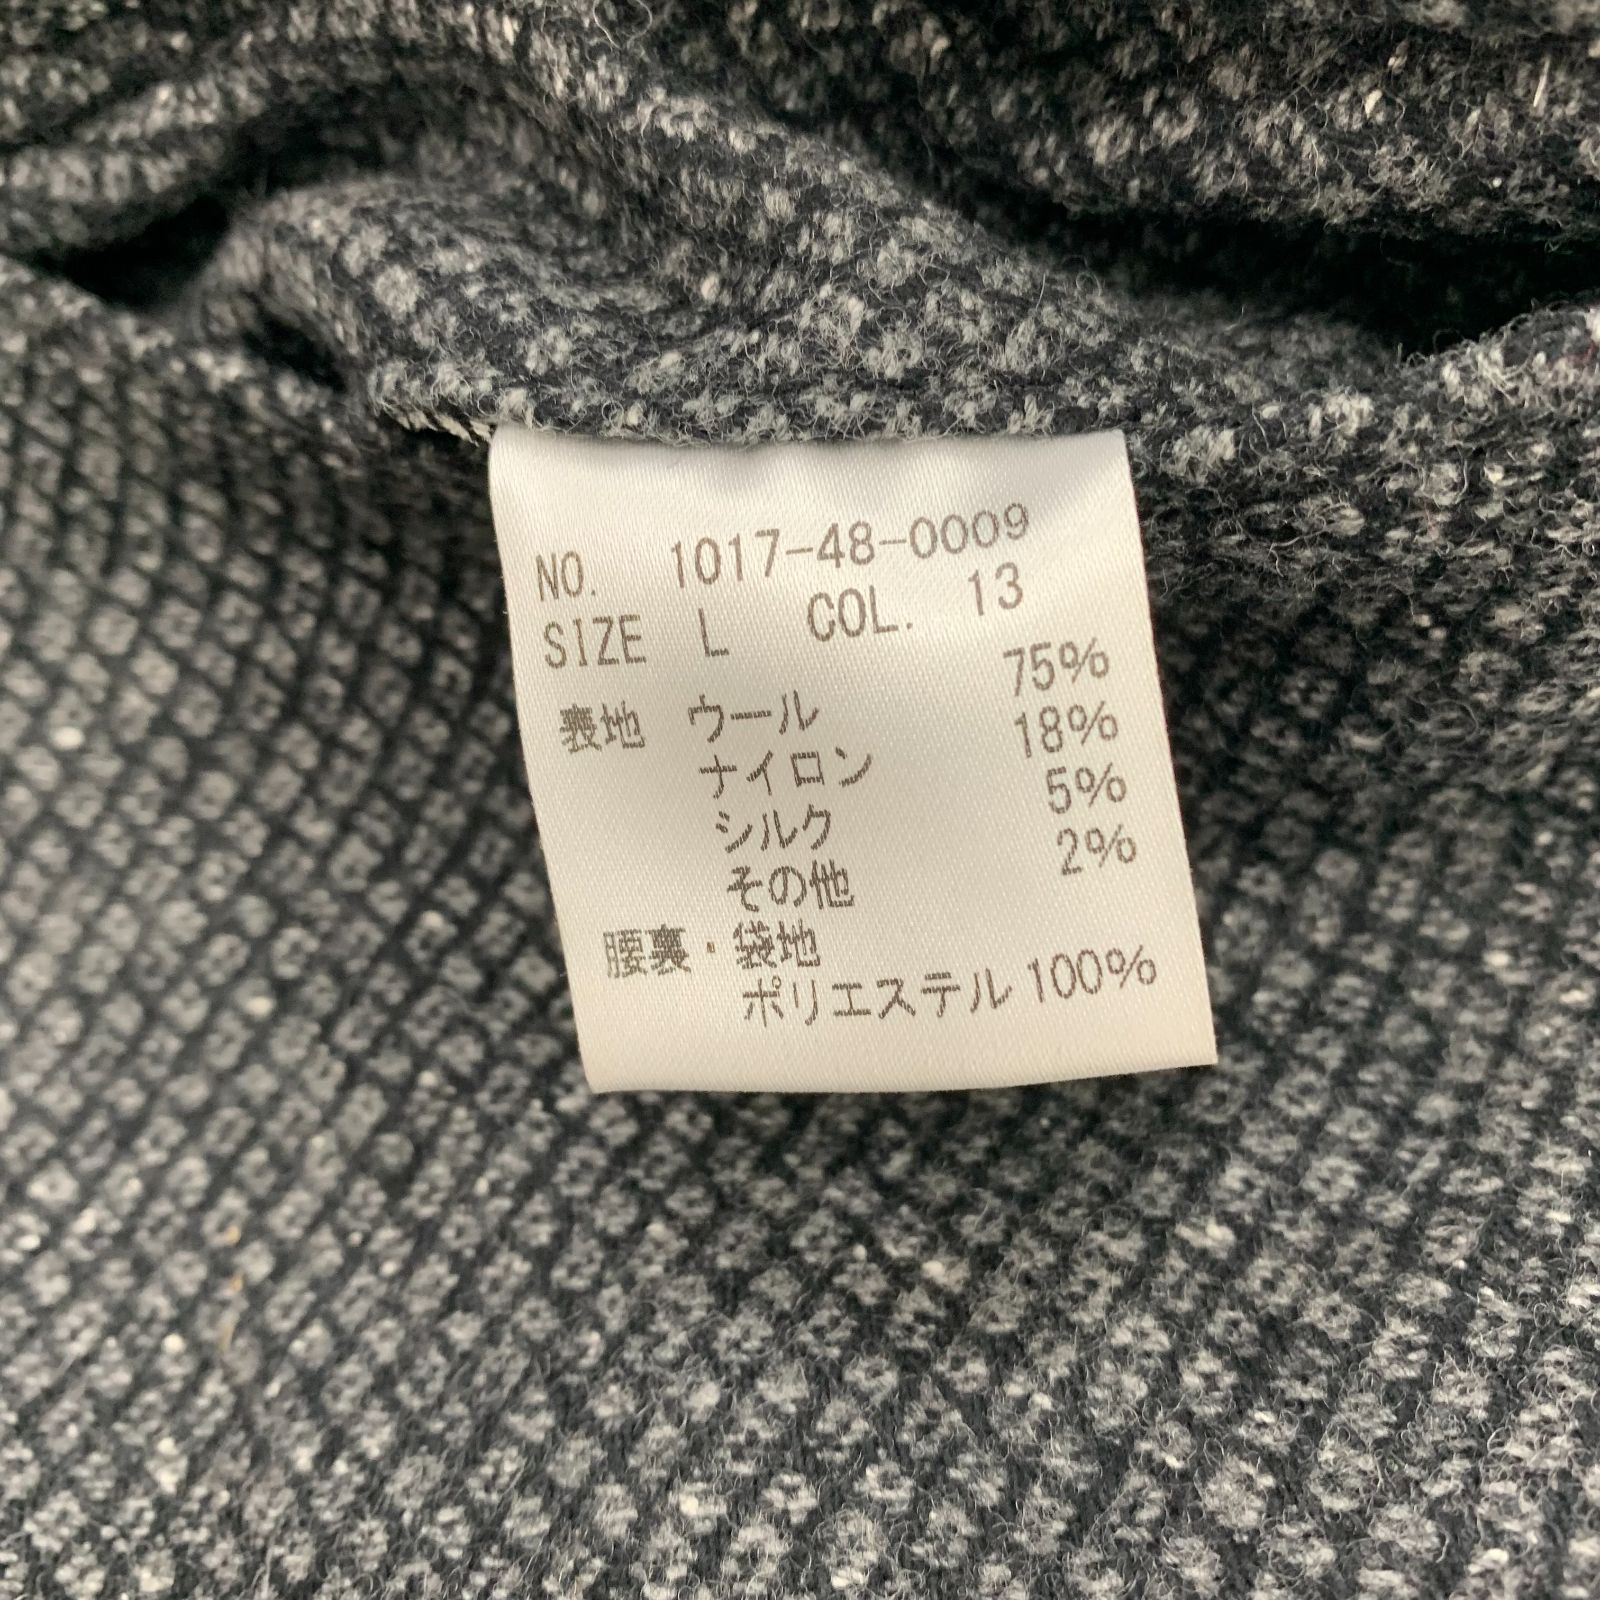 NO. 1017-48-0009
SIZE L COL. 13
表地 ウール 75%
ナイロン 18%
シルク 5%
その他 2%
腰裏・袋地
ポリエステル 100%